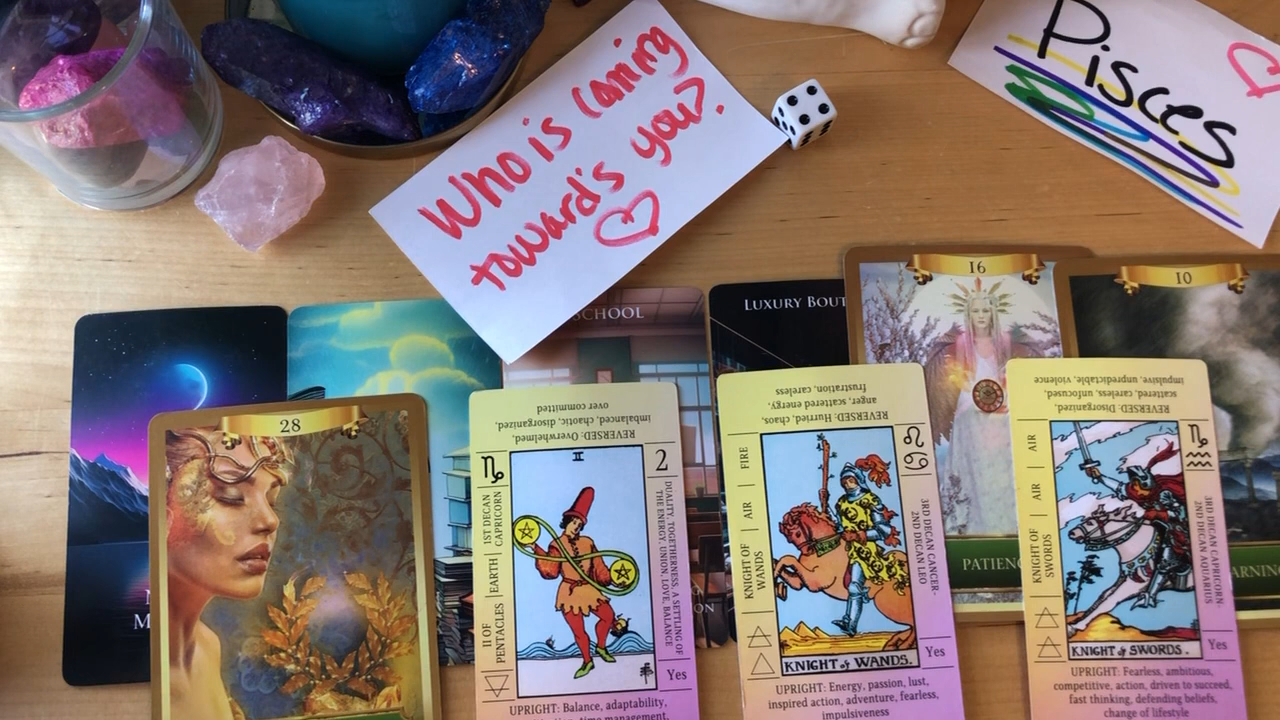 Who is coming
toward's you?
Pisces
SCHOOL
LUXURY BOUT
16
10
28
REVERSED: Overwhelmed,
imbalanced, chaotic, disorganized,
over committed
2
II
II OF
PENTACLES | EARTH | 1ST DECAN
CAPRICORN
DUALITY, TOGETHERNESS, A SETTLING OF
THE ENERGY, UNION, LOVE, BALANCE
Yes
UPRIGHT: Balance, adaptability,
time management,
REVERSED: Hurried, chaos,
anger, scattered energy,
frustration, careless
KNIGHT OF
WANDS | AIR | FIRE
3RD DECAN CANCER-
2ND DECAN LEO
KNIGHT of WANDS.
Yes
UPRIGHT: Energy, passion, lust,
inspired action, adventure, fearless,
impulsiveness
PATIENC
REVERSED: Disorganized,
scattered, careless, unfocused,
impulsive, unpredictable, violence
KNIGHT OF
SWORDS | AIR | AIR
3RD DECAN CAPRICORN-
2ND DECAN AQUARIUS
KNIGHT of SWORDS.
Yes
UPRIGHT: Fearless, ambitious,
competitive, action, driven to succeed,
fast thinking, defending beliefs,
change of lifestyle
ARNING